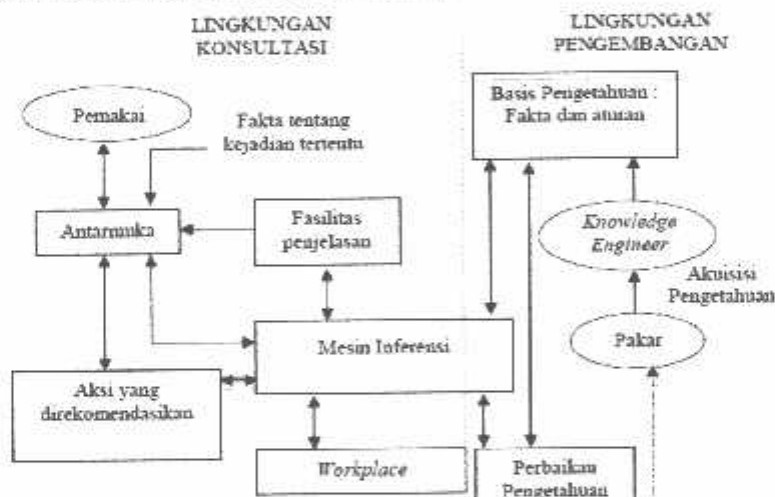 LINGKUNGAN
KONSULTASI
LINGKUNGAN
PENGEMBANGAN
Pemakai
Fakta tentang
kejadian tertentu
Basis Pengetahuan :
Fakta dan aturan
Antarmuka
Fasilitas
penjelasan
Knowledge
Engineer
Akuisisi
Pengetahuan
Mesin Inferensi
Pakar
Aksi yang
direkomendasikan
Workplace
Perbaikan
Pengetahuan